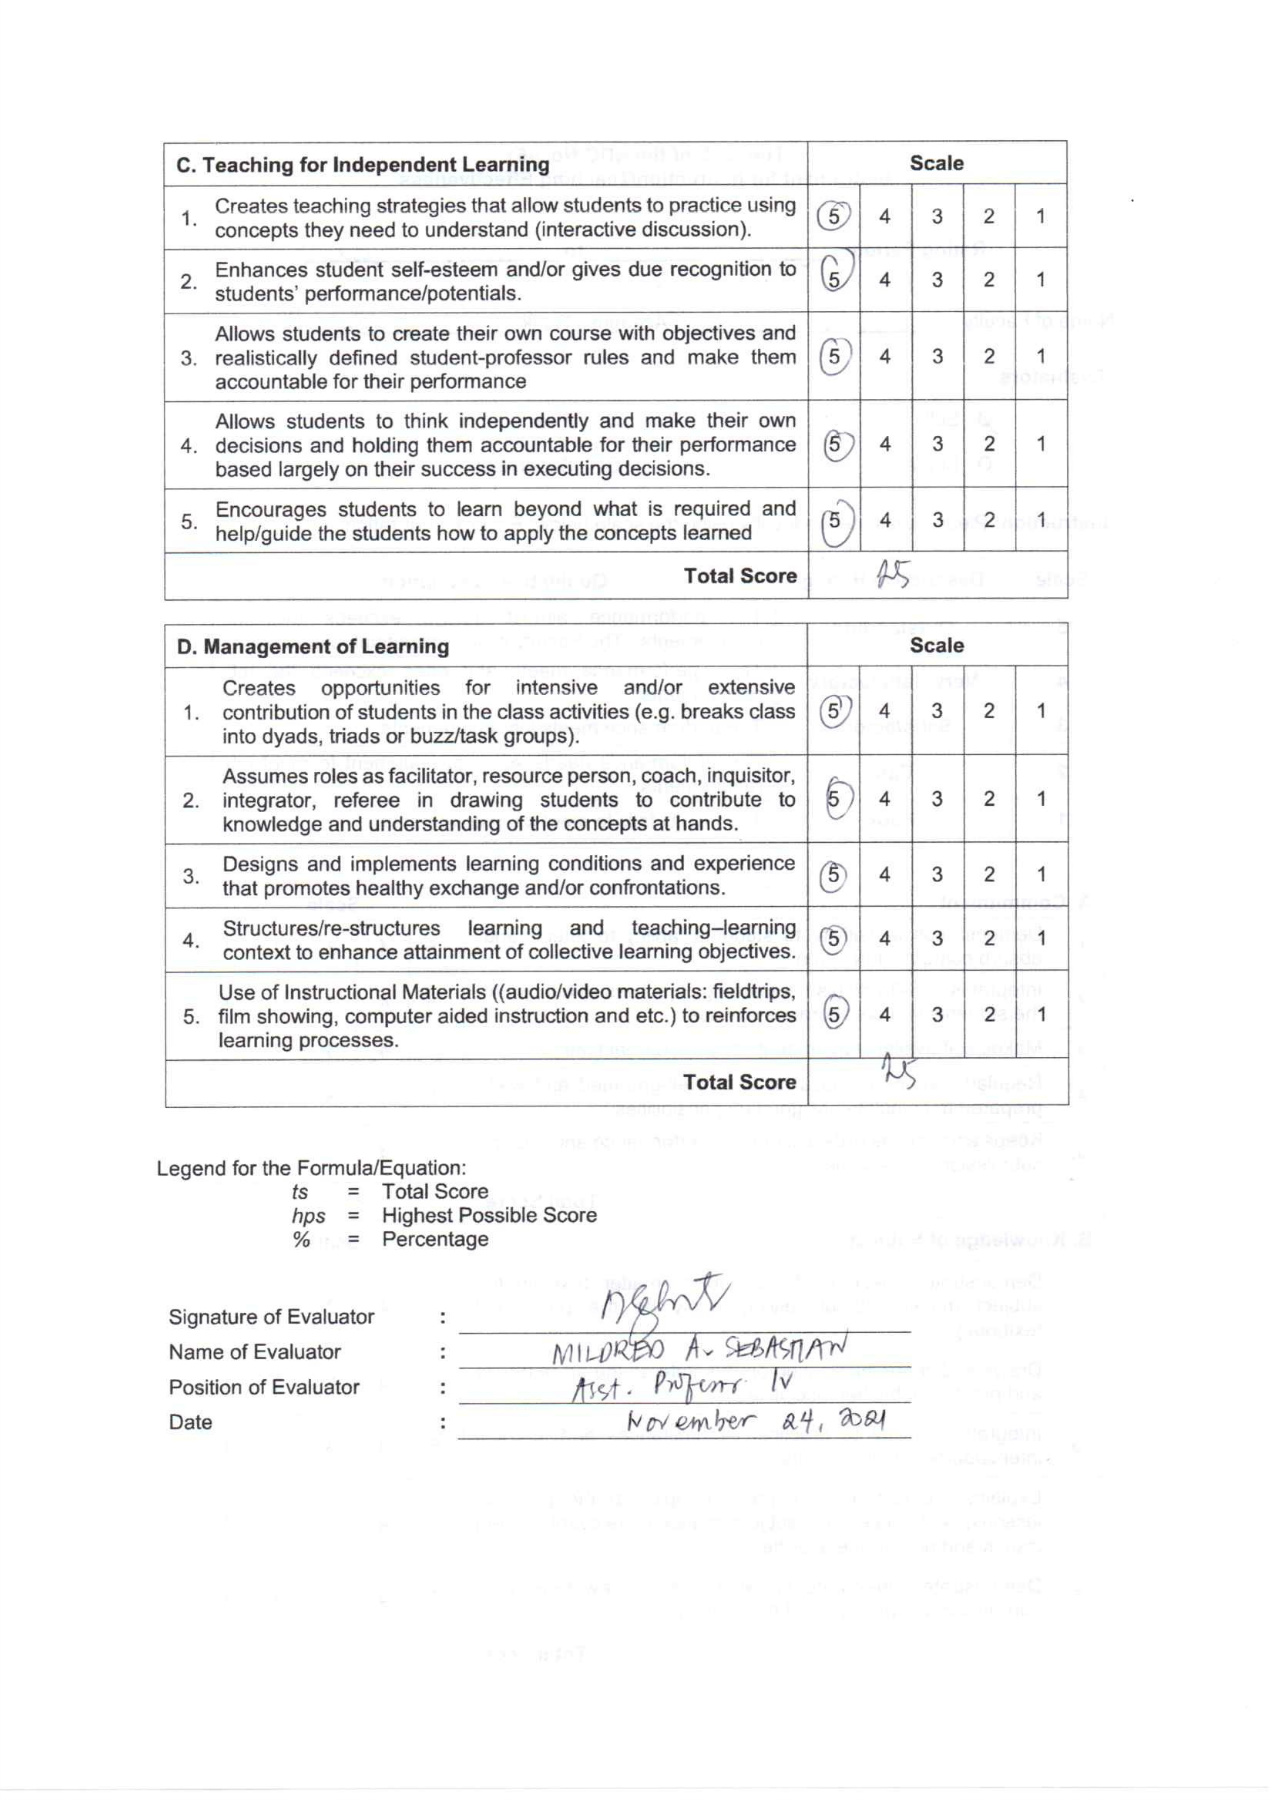 C. Teaching for Independent Learning Scale
1. Creates teaching strategies that allow students to practice using
concepts they need to understand (interactive discussion). 5 4 3 2 1
2. Enhances student self-esteem and/or gives due recognition to
students' performance/potentials. 5 4 3 2 1
Allows students to create their own course with objectives and
3. realistically defined student-professor rules and make them 5 4 3 2 1
accountable for their performance
Allows students to think independently and make their own
4. decisions and holding them accountable for their performance 5 4 3 2 1
based largely on their success in executing decisions.
5. Encourages students to learn beyond what is required and
help/guide the students how to apply the concepts learned 5 4 3 2 1
Total Score 25
D. Management of Learning Scale
Creates opportunities for intensive and/or extensive
1. contribution of students in the class activities (e.g. breaks class 5 4 3 2 1
into dyads, triads or buzz/task groups).
Assumes roles as facilitator, resource person, coach, inquisitor,
2. integrator, referee in drawing students to contribute to 5 4 3 2 1
knowledge and understanding of the concepts at hands.
3. Designs and implements learning conditions and experience
that promotes healthy exchange and/or confrontations. 5 4 3 2 1
4. Structures/re-structures learning and teaching–learning
context to enhance attainment of collective learning objectives. 5 4 3 2 1
Use of Instructional Materials ((audio/video materials: fieldtrips,
5. film showing, computer aided instruction and etc.) to reinforces 5 4 3 2 1
learning processes.
Total Score 25
Legend for the Formula/Equation:
ts = Total Score
hps = Highest Possible Score
% = Percentage
Signature of Evaluator :
Name of Evaluator : MILDRED A. SEBASTIAN
Position of Evaluator : Asst. Professor IV
Date : November 24, 2021